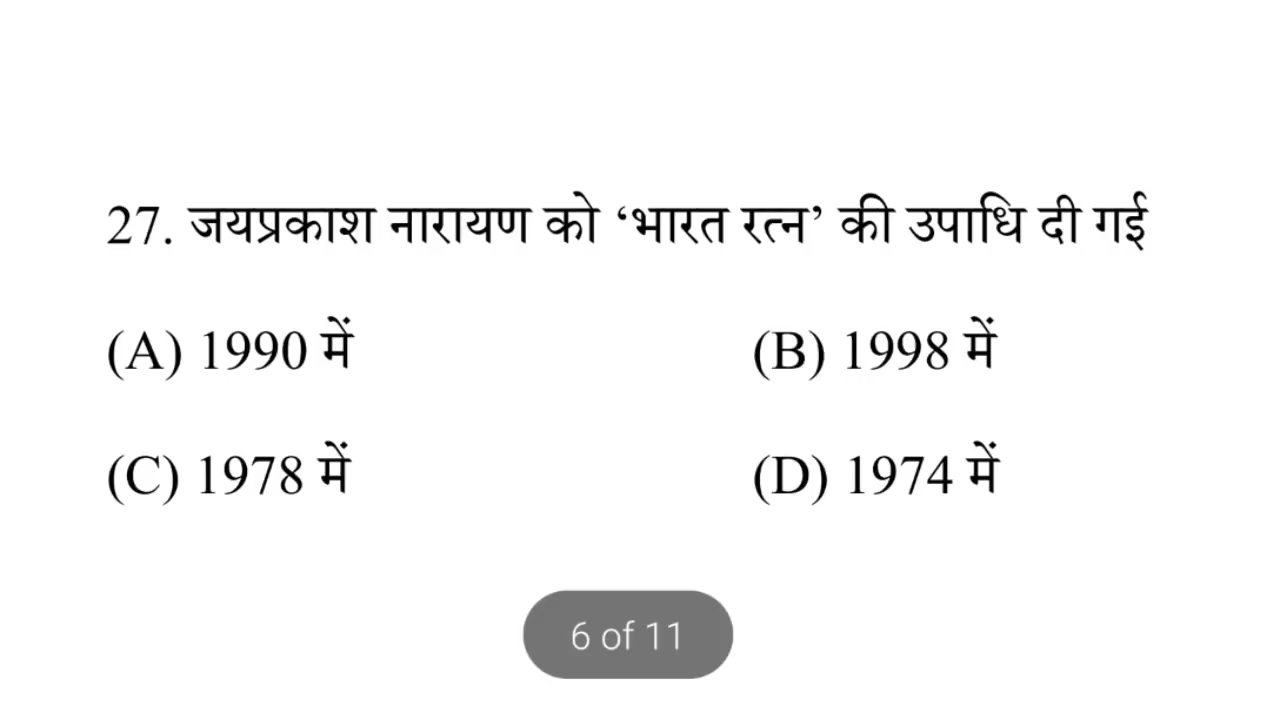 27. जयप्रकाश नारायण को ‘भारत रत्न’ की उपाधि दी गई
(A) 1990 में (B) 1998 में
(C) 1978 में (D) 1974 में
6 of 11